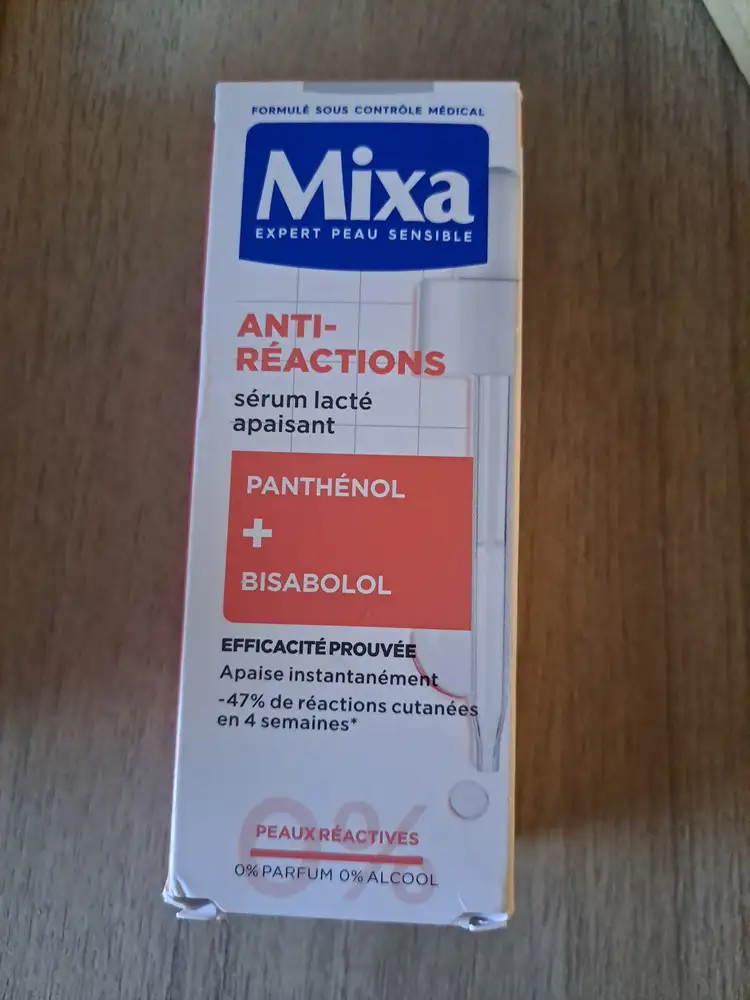 FORMULÉ SOUS CONTRÔLE MÉDICAL
Mixa
EXPERT PEAU SENSIBLE
ANTI-
RÉACTIONS
sérum lacté
apaisant
PANTHÉNOL
+
BISABOLOL
EFFICACITÉ PROUVÉE
Apaise instantanément
-47% de réactions cutanées
en 4 semaines*
0%
PEAUX RÉACTIVES
0% PARFUM 0% ALCOOL